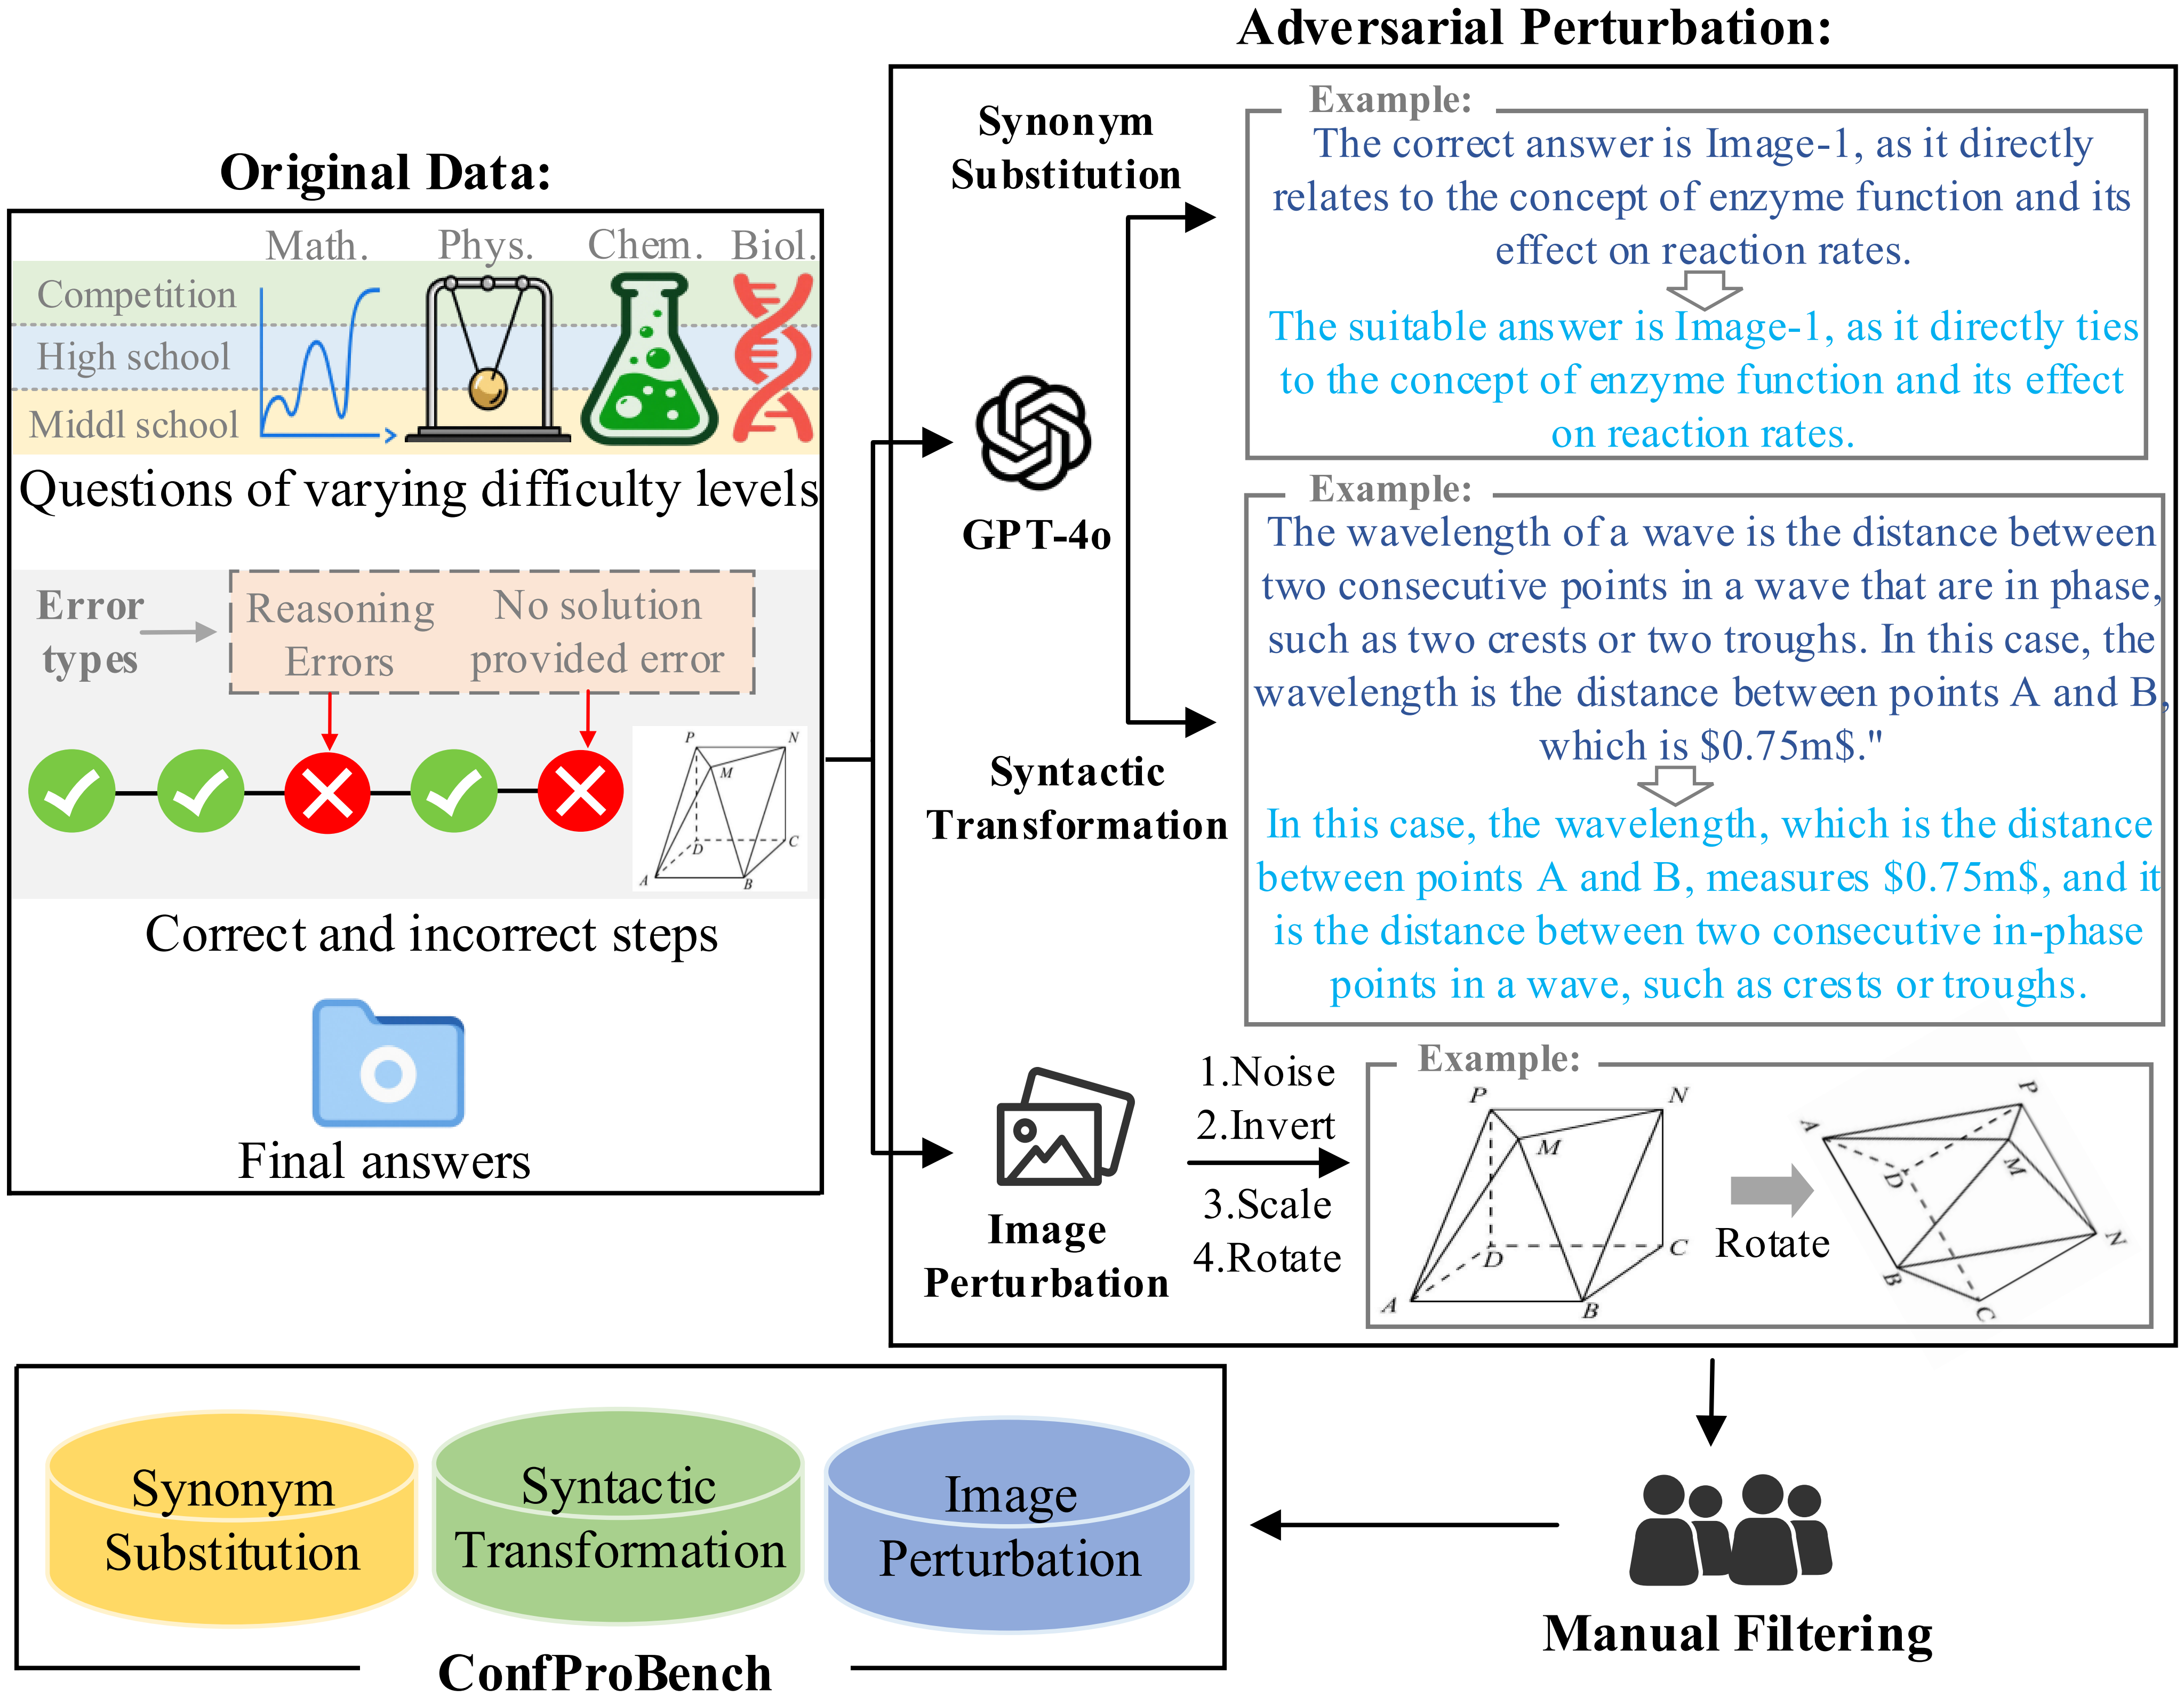 Original Data:
Math. Phys. Chem. Biol.
Competition
High school
Middl school
Questions of varying difficulty levels
Error
types
Reasoning
Errors
No solution
provided error
P N
M
D C
A B
Correct and incorrect steps
Final answers
Adversarial Perturbation:
GPT-4o
Synonym
Substitution
Example:
The correct answer is Image-1, as it directly
relates to the concept of enzyme function and its
effect on reaction rates.
The suitable answer is Image-1, as it directly ties
to the concept of enzyme function and its effect
on reaction rates.
Syntactic
Transformation
Example:
The wavelength of a wave is the distance between
two consecutive points in a wave that are in phase,
such as two crests or two troughs. In this case, the
wavelength is the distance between points A and B,
which is $0.75m$."
In this case, the wavelength, which is the distance
between points A and B, measures $0.75m$, and it
is the distance between two consecutive in-phase
points in a wave, such as crests or troughs.
Image
Perturbation
1.Noise
2.Invert
3.Scale
4.Rotate
Example:
P N
M
D C
A B
Rotate
P
A
M
D
N
B
C
Manual Filtering
Synonym
Substitution
Syntactic
Transformation
Image
Perturbation
ConfProBench